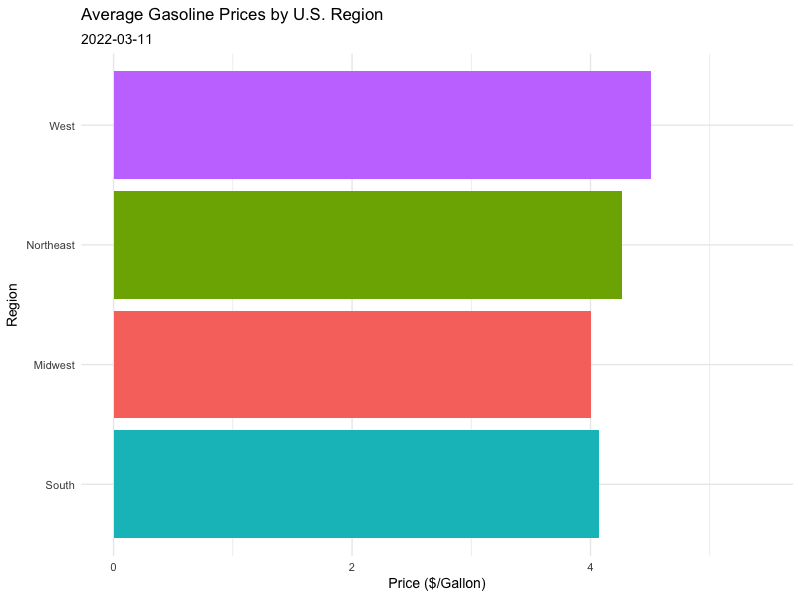 Average Gasoline Prices by U.S. Region
2022-03-11
West
Northeast
Midwest
South
Region
0 2 4
Price ($/Gallon)